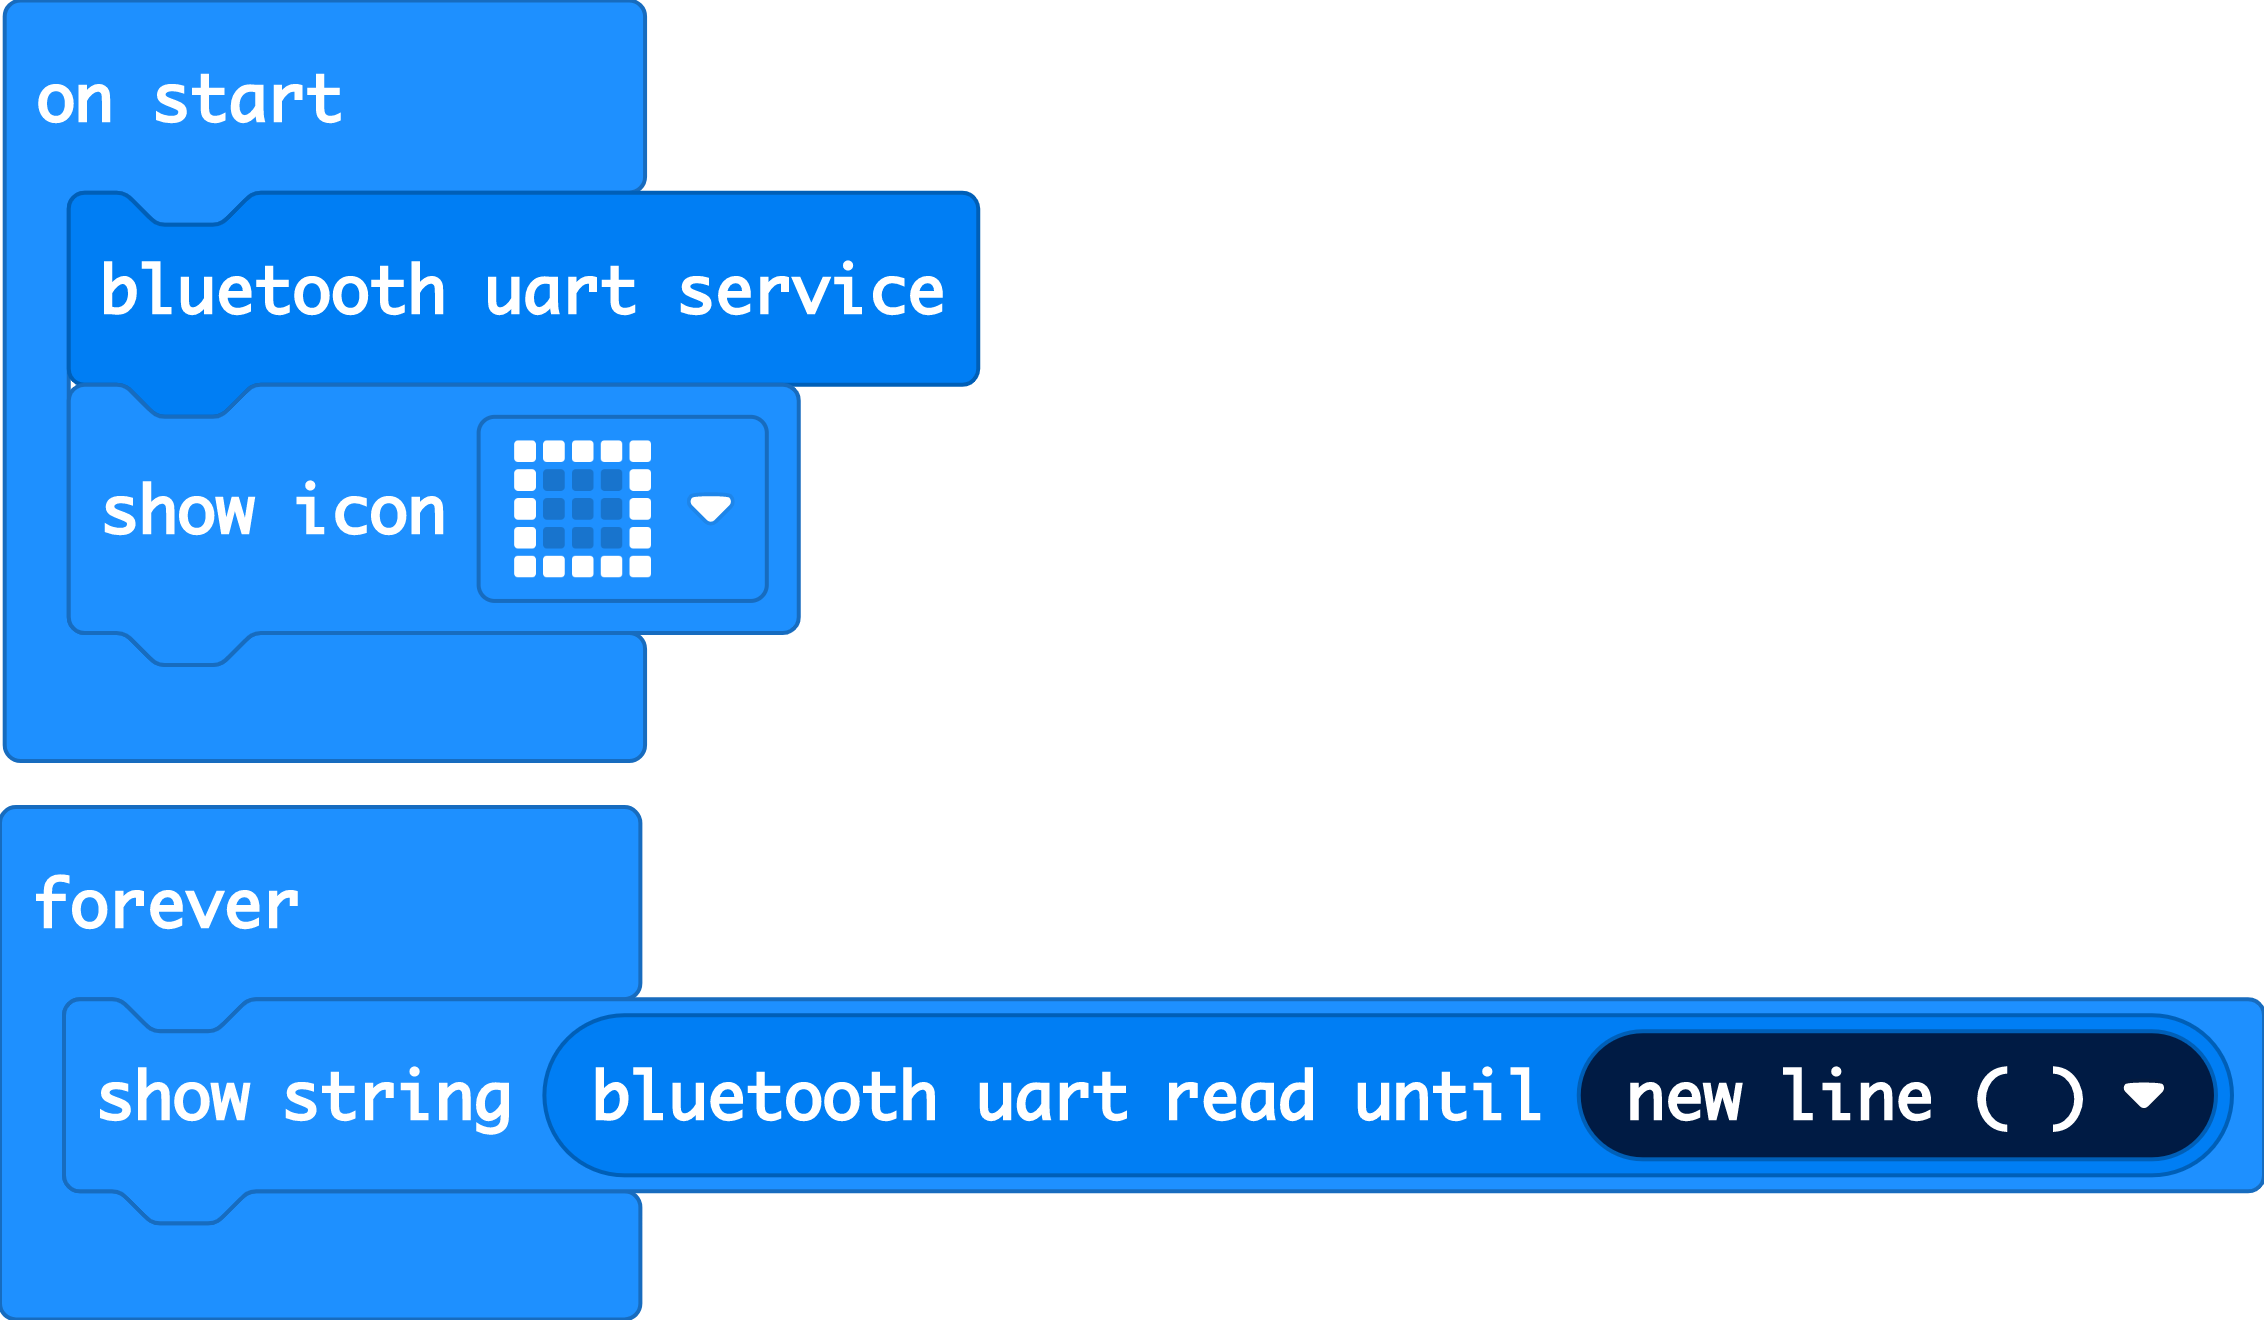 on start
bluetooth uart service
show icon
forever
show string bluetooth uart read until new line ( )